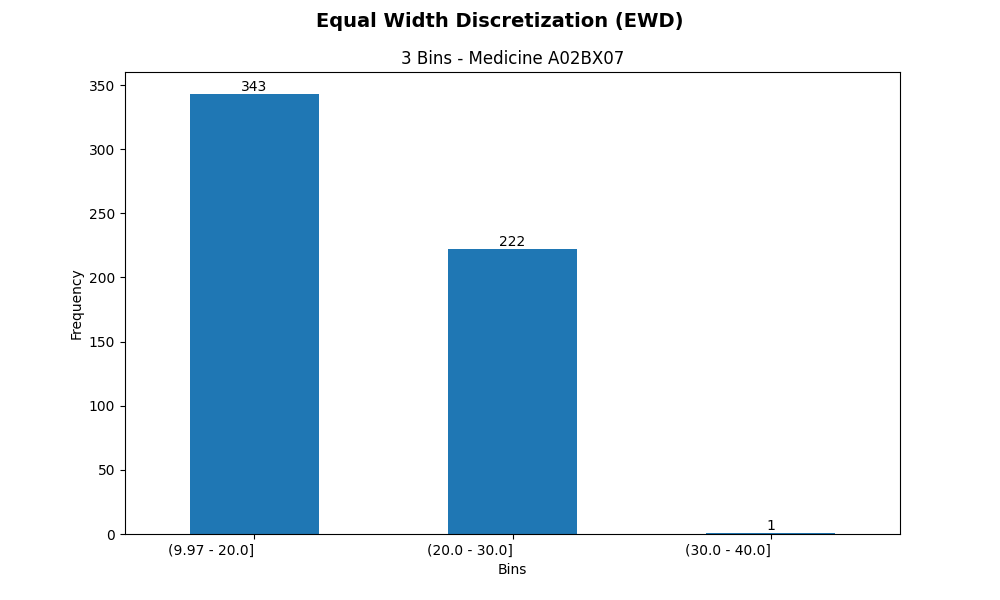 Equal Width Discretization (EWD)
3 Bins - Medicine A02BX07
350
300
250
200
150
100
50
0
Frequency
343
222
1
(9.97 - 20.0]
(20.0 - 30.0]
(30.0 - 40.0]
Bins